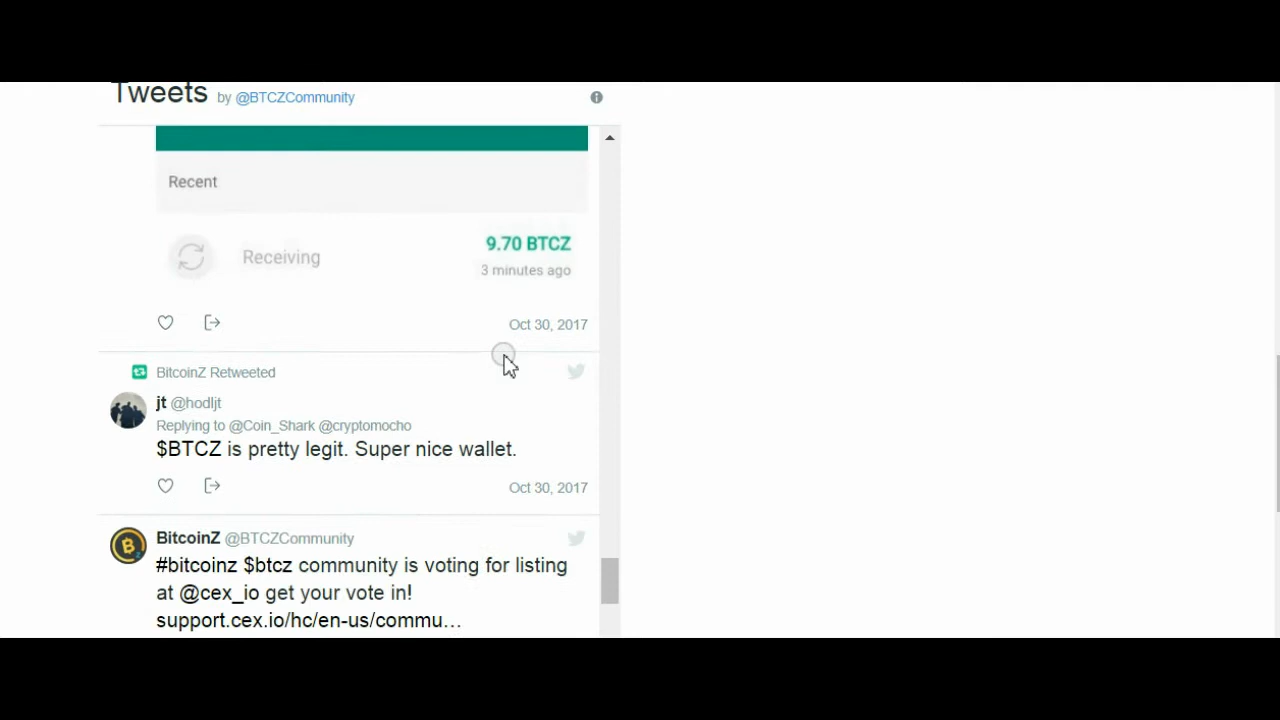 Tweets by @BTCZCommunity
Recent
9.70 BTCZ
Receiving
3 minutes ago
Oct 30, 2017
BitcoinZ Retweeted
jt @hodljt
Replying to @Coin_Shark @cryptomocho
$BTCZ is pretty legit. Super nice wallet.
Oct 30, 2017
BitcoinZ @BTCZCommunity
#bitcoinz $btcz community is voting for listing
at @cex_io get your vote in!
support.cex.io/hc/en-us/commu…